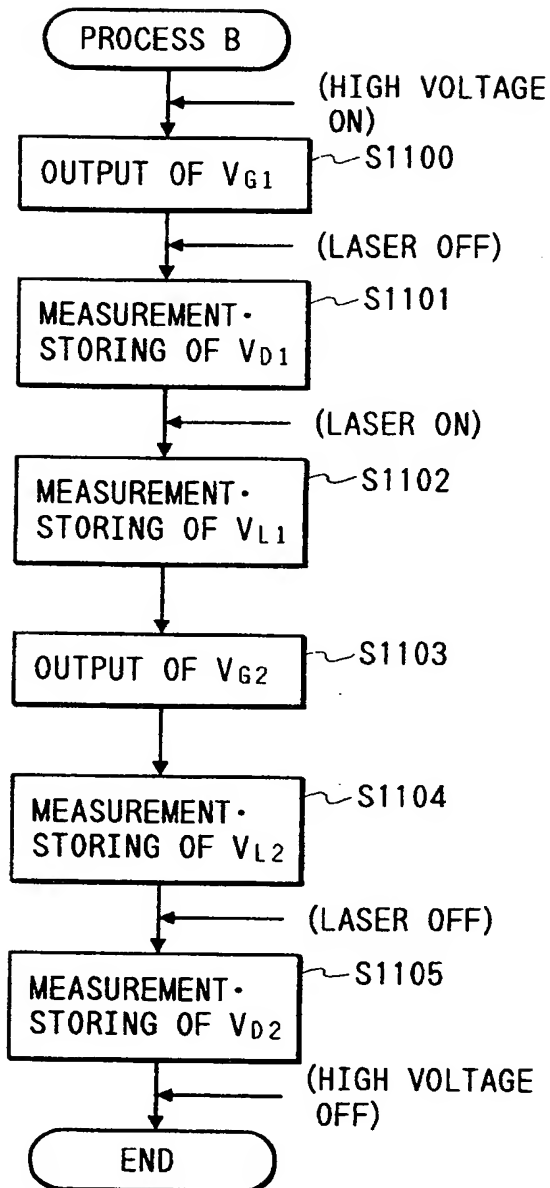 PROCESS B
(HIGH VOLTAGE
ON)
S1100
OUTPUT OF VG1
(LASER OFF)
S1101
MEASUREMENT·
STORING OF VD1
(LASER ON)
S1102
MEASUREMENT·
STORING OF VL1
S1103
OUTPUT OF VG2
S1104
MEASUREMENT·
STORING OF VL2
(LASER OFF)
S1105
MEASUREMENT·
STORING OF VD2
(HIGH VOLTAGE
OFF)
END